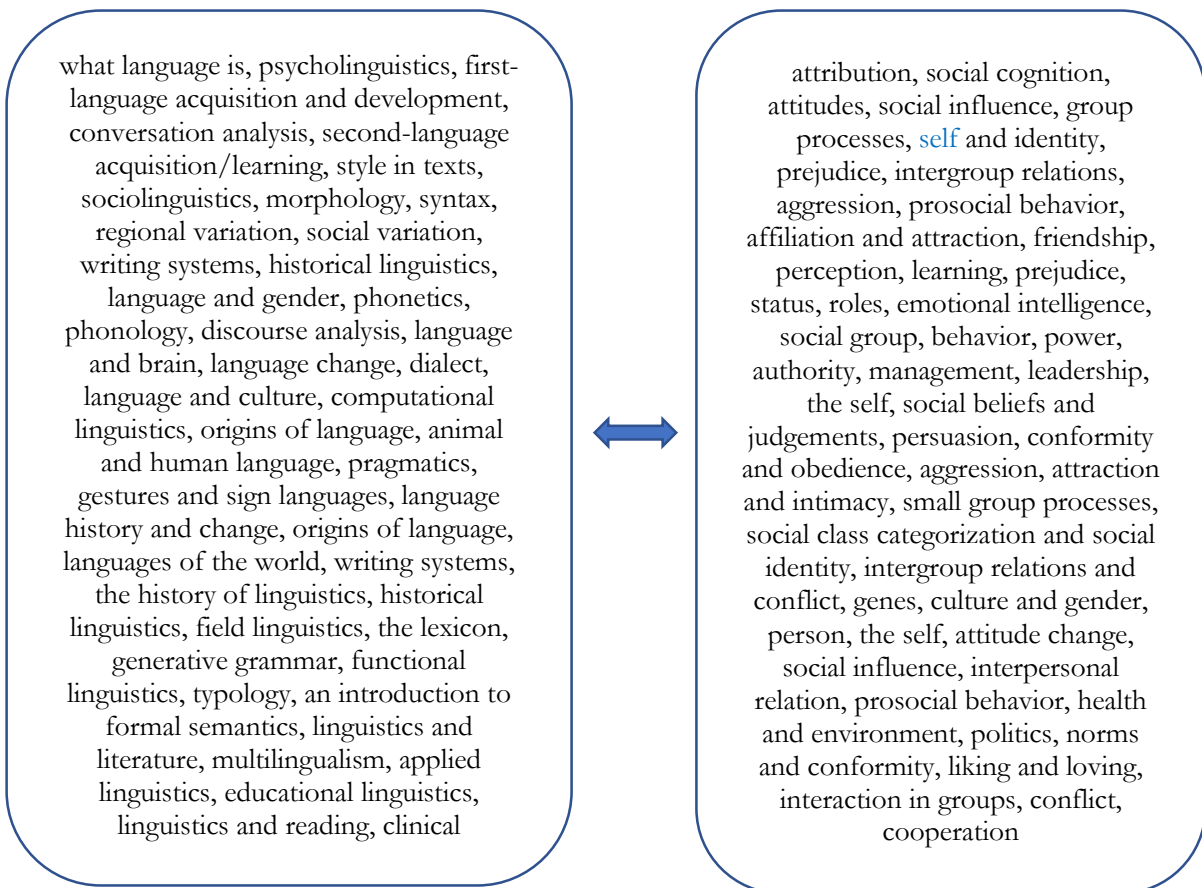 what language is, psycholinguistics, first-
language acquisition and development,
conversation analysis, second-language
acquisition/learning, style in texts,
sociolinguistics, morphology, syntax,
regional variation, social variation,
writing systems, historical linguistics,
language and gender, phonetics,
phonology, discourse analysis, language
and brain, language change, dialect,
language and culture, computational
linguistics, origins of language, animal
and human language, pragmatics,
gestures and sign languages, language
history and change, origins of language,
languages of the world, writing systems,
the history of linguistics, historical
linguistics, field linguistics, the lexicon,
generative grammar, functional
linguistics, typology, an introduction to
formal semantics, linguistics and
literature, multilingualism, applied
linguistics, educational linguistics,
linguistics and reading, clinical
attribution, social cognition,
attitudes, social influence, group
processes, self and identity,
prejudice, intergroup relations,
aggression, prosocial behavior,
affiliation and attraction, friendship,
perception, learning, prejudice,
status, roles, emotional intelligence,
social group, behavior, power,
authority, management, leadership,
the self, social beliefs and
judgements, persuasion, conformity
and obedience, aggression, attraction
and intimacy, small group processes,
social class categorization and social
identity, intergroup relations and
conflict, genes, culture and gender,
person, the self, attitude change,
social influence, interpersonal
relation, prosocial behavior, health
and environment, politics, norms
and conformity, liking and loving,
interaction in groups, conflict,
cooperation